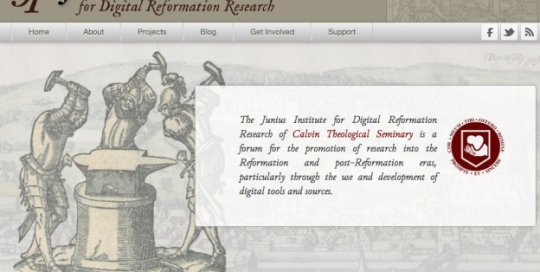 for Digital Reformation Research
Home About Projects Blog Get Involved Support
The Junius Institute for Digital Reformation
Research of Calvin Theological Seminary is a
forum for the promotion of research into the
Reformation and post-Reformation eras,
particularly through the use and development of
digital tools and sources.